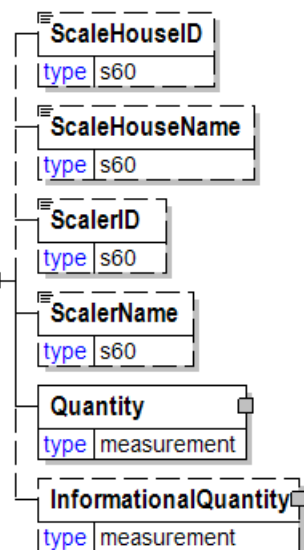 ScaleHouseID
type s60
ScaleHouseName
type s60
ScalerID
type s60
ScalerName
type s60
Quantity
type measurement
InformationalQuantity
type measurement